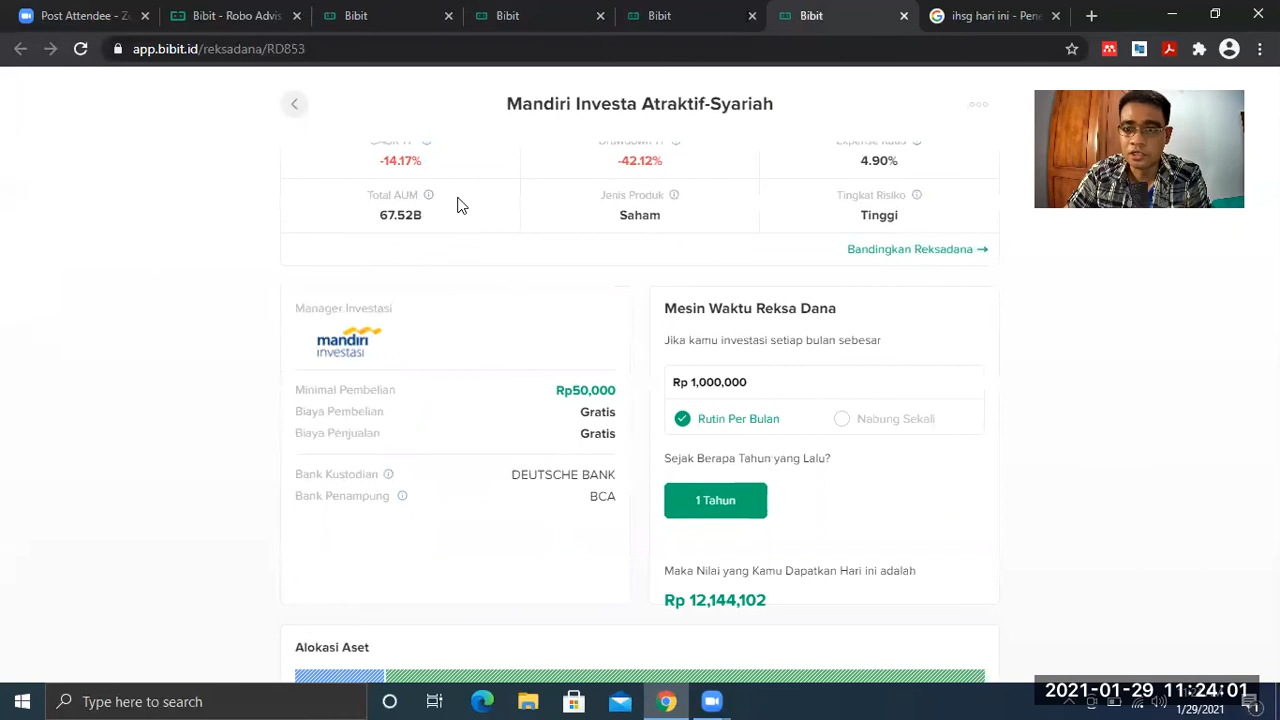 Post Attendee - Zo
Bibit - Robo Advis
Bibit
Bibit
Bibit
Bibit
ihsg hari ini - Pene
app.bibit.id/reksadana/RD853
Mandiri Investa Atraktif-Syariah
-14.17%
-42.12%
4.90%
Total AUM
Jenis Produk
Tingkat Risiko
67.52B
Saham
Tinggi
Bandingkan Reksadana →
Manager Investasi
mandiri
investasi
Minimal Pembelian
Rp50,000
Biaya Pembelian
Gratis
Biaya Penjualan
Gratis
Bank Kustodian
DEUTSCHE BANK
Bank Penampung
BCA
Mesin Waktu Reksa Dana
Jika kamu investasi setiap bulan sebesar
Rp 1,000,000
Rutin Per Bulan
Nabung Sekali
Sejak Berapa Tahun yang Lalu?
1 Tahun
Maka Nilai yang Kamu Dapatkan Hari ini adalah
Rp 12,144,102
Alokasi Aset
Type here to search
2021-01-29 11:24:01
1/29/2021